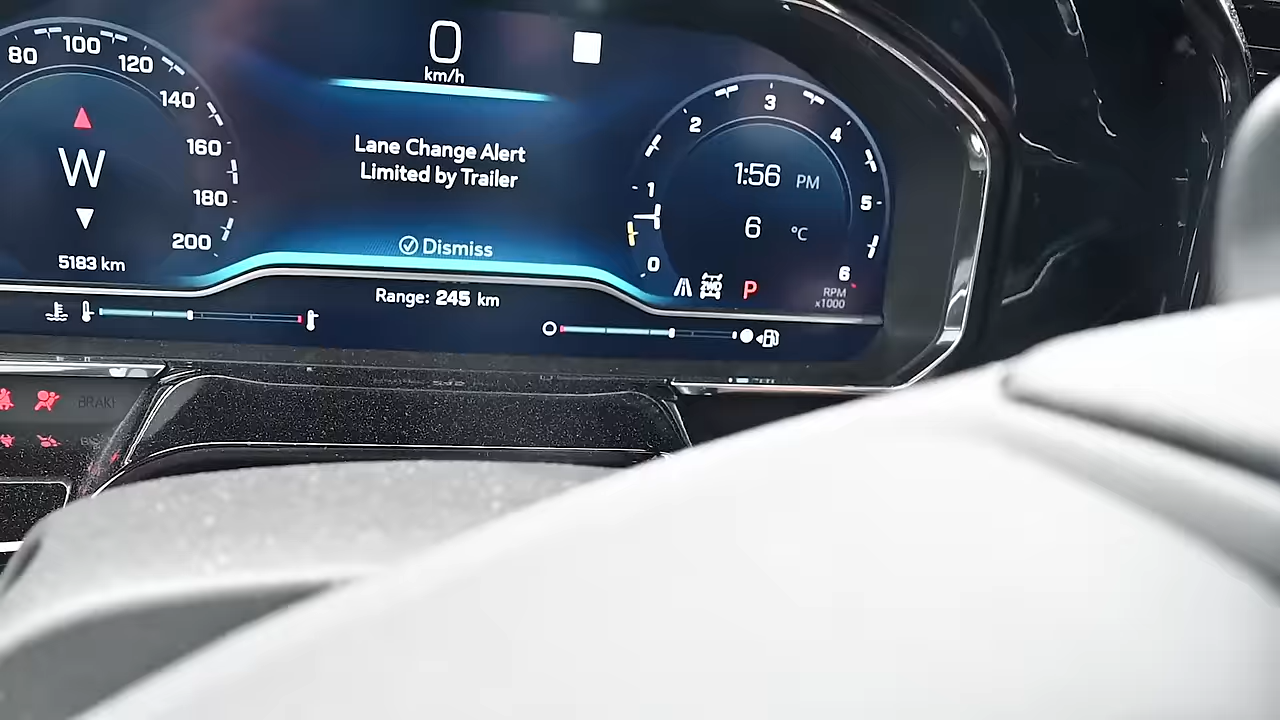 0
km/h
80
100
120
140
160
180
200
W
5183 km
Lane Change Alert
Limited by Trailer
Dismiss
Range: 245 km
0
1
2
3
4
5
6
1:56 PM
6 °C
P
RPM
x1000